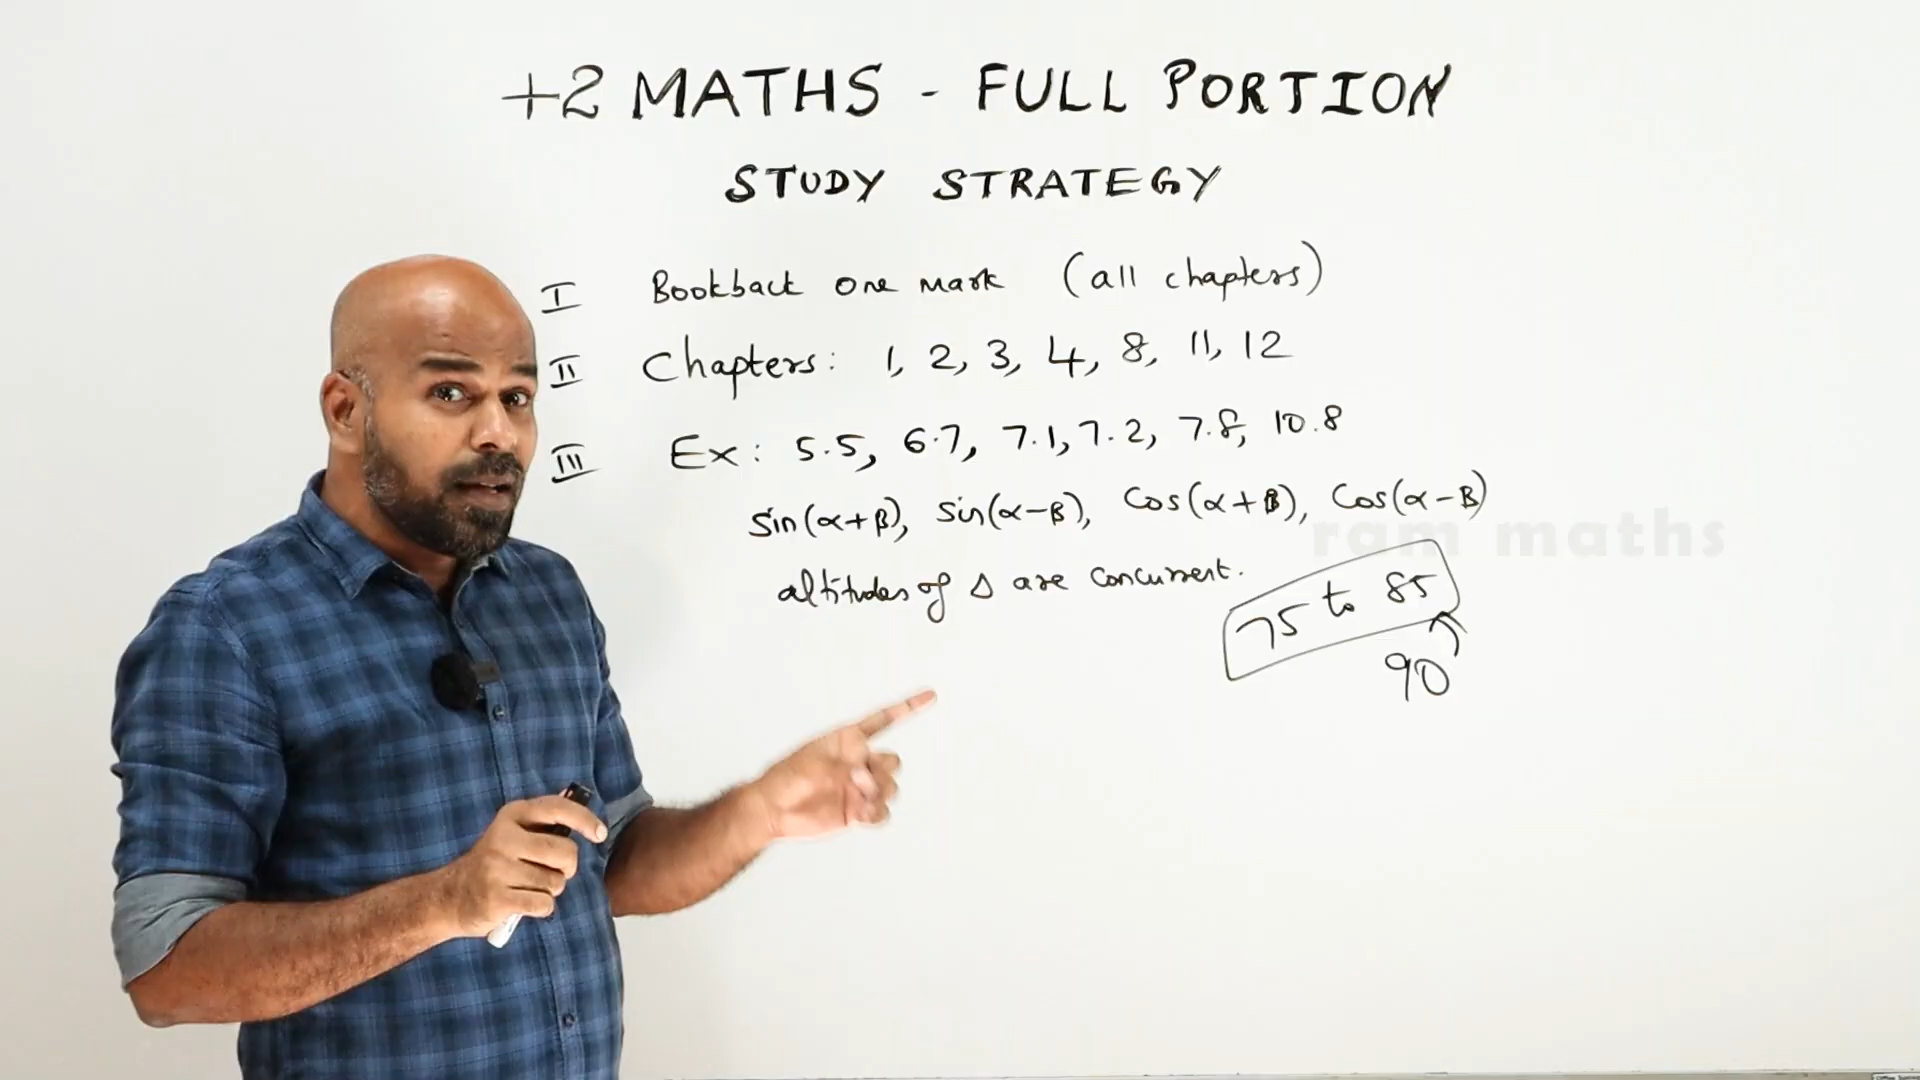 +2 MATHS - FULL PORTION
STUDY STRATEGY
I Bookback one mark (all chapters)
II Chapters: 1, 2, 3, 4, 8, 11, 12
III Ex: 5.5, 6.7, 7.1, 7.2, 7.8, 10.8
Sin(α+β), Sin(α-β), Cos(α+β), Cos(α-β)
ram maths
altitudes of Δ are concurrent.
75 to 85
90